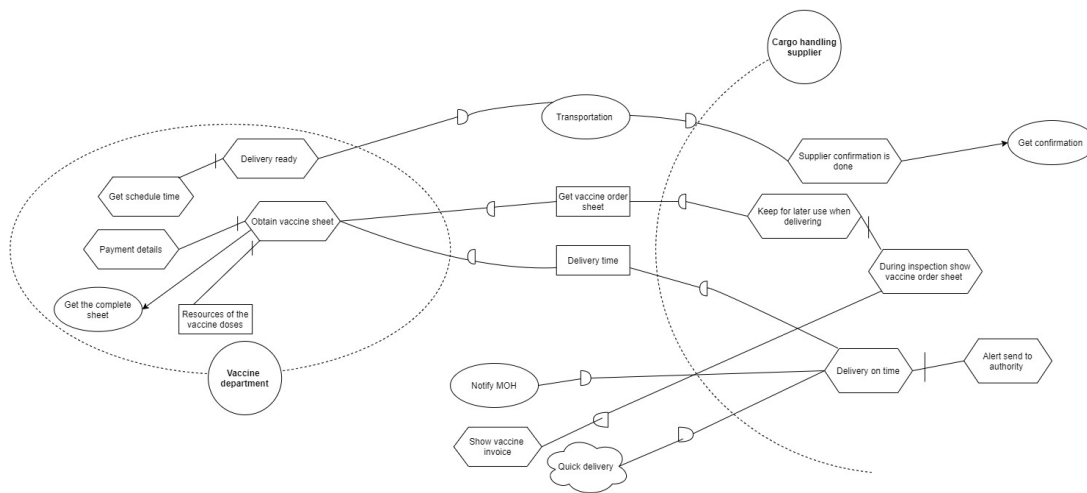 Cargo handling
supplier
Transportation
Delivery ready
Supplier confirmation is
done
Get confirmation
Get schedule time
Get vaccine order
sheet
Keep for later use when
delivering
Obtain vaccine sheet
Payment details
Delivery time
During inspection show
vaccine order sheet
Get the complete
sheet
Resources of the
vaccine doses
Vaccine
department
Notify MOH
Delivery on time
Alert send to
authority
Show vaccine
invoice
Quick delivery